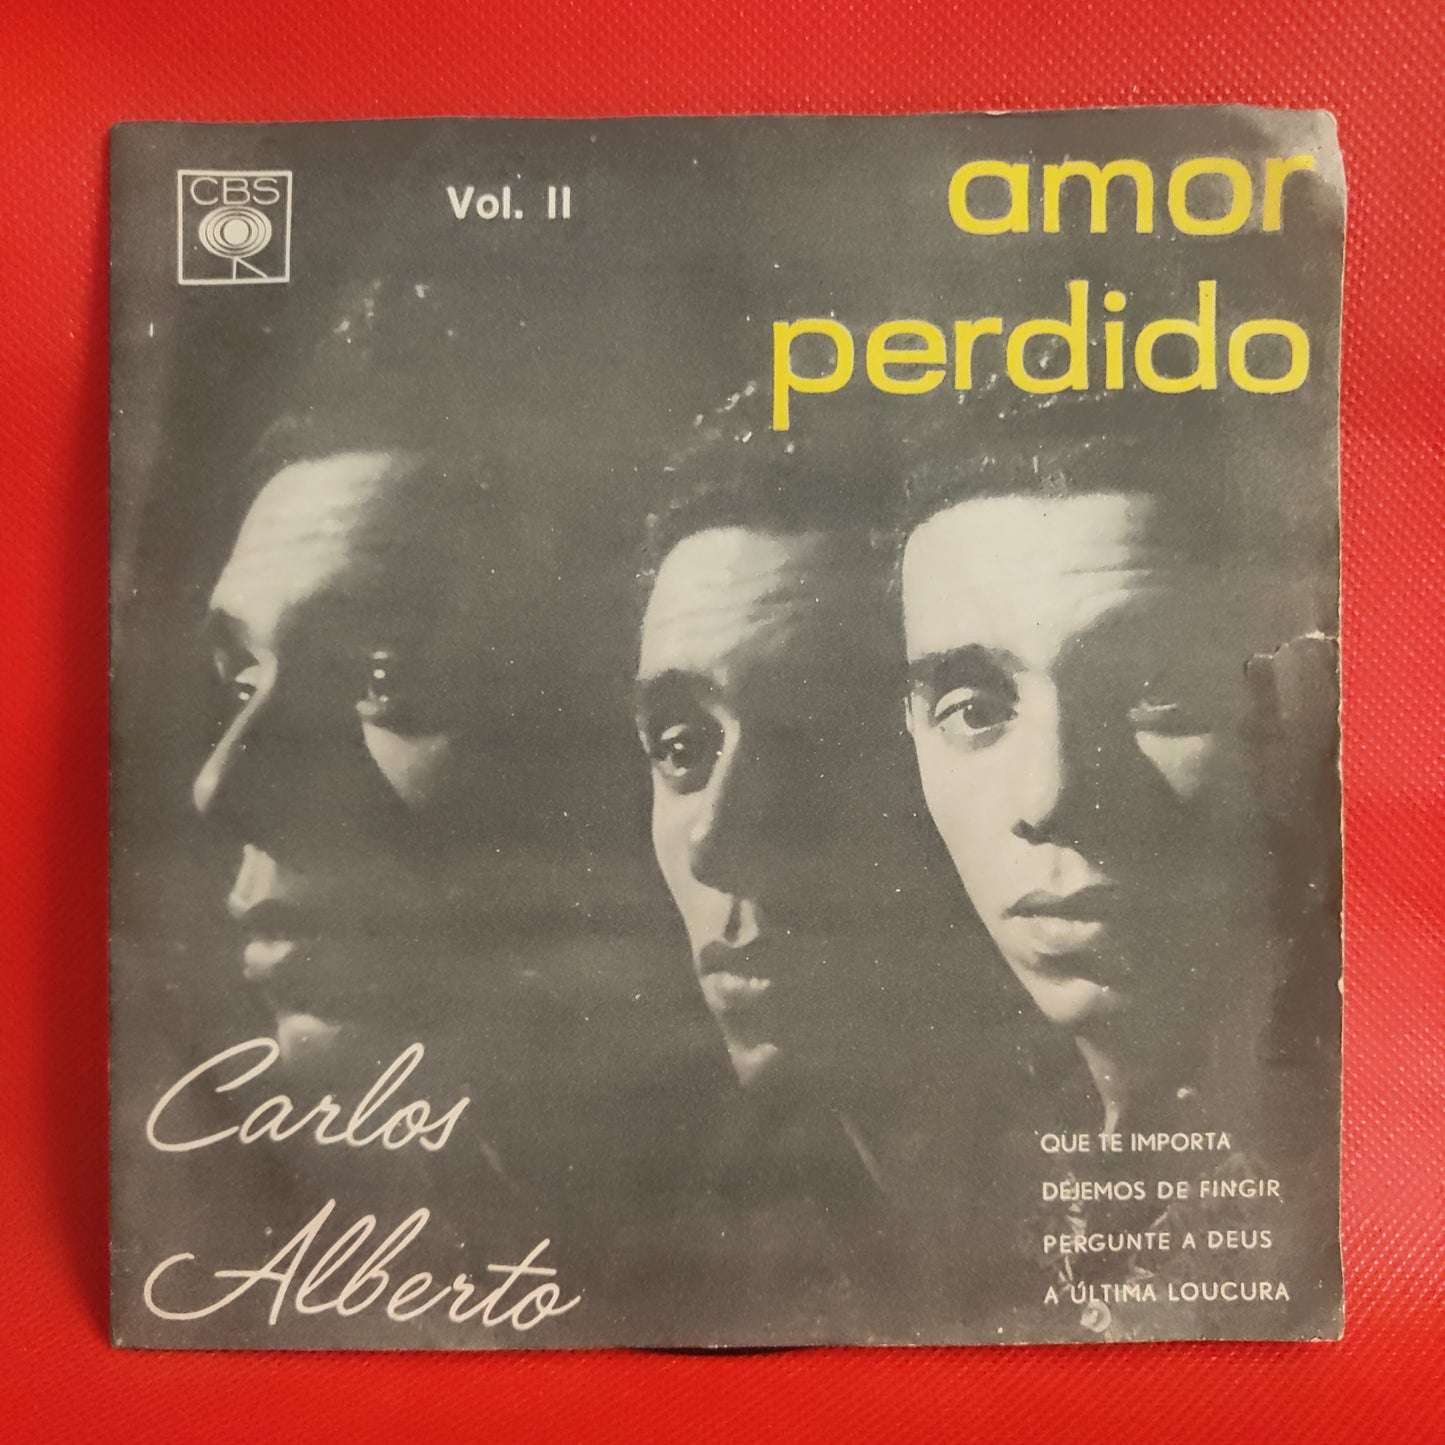 CBS
Vol. II
amor
perdido
Carlos
Alberto
QUE TE IMPORTA
DEJEMOS DE FINGIR
PERGUNTE A DEUS
A ÚLTIMA LOUCURA